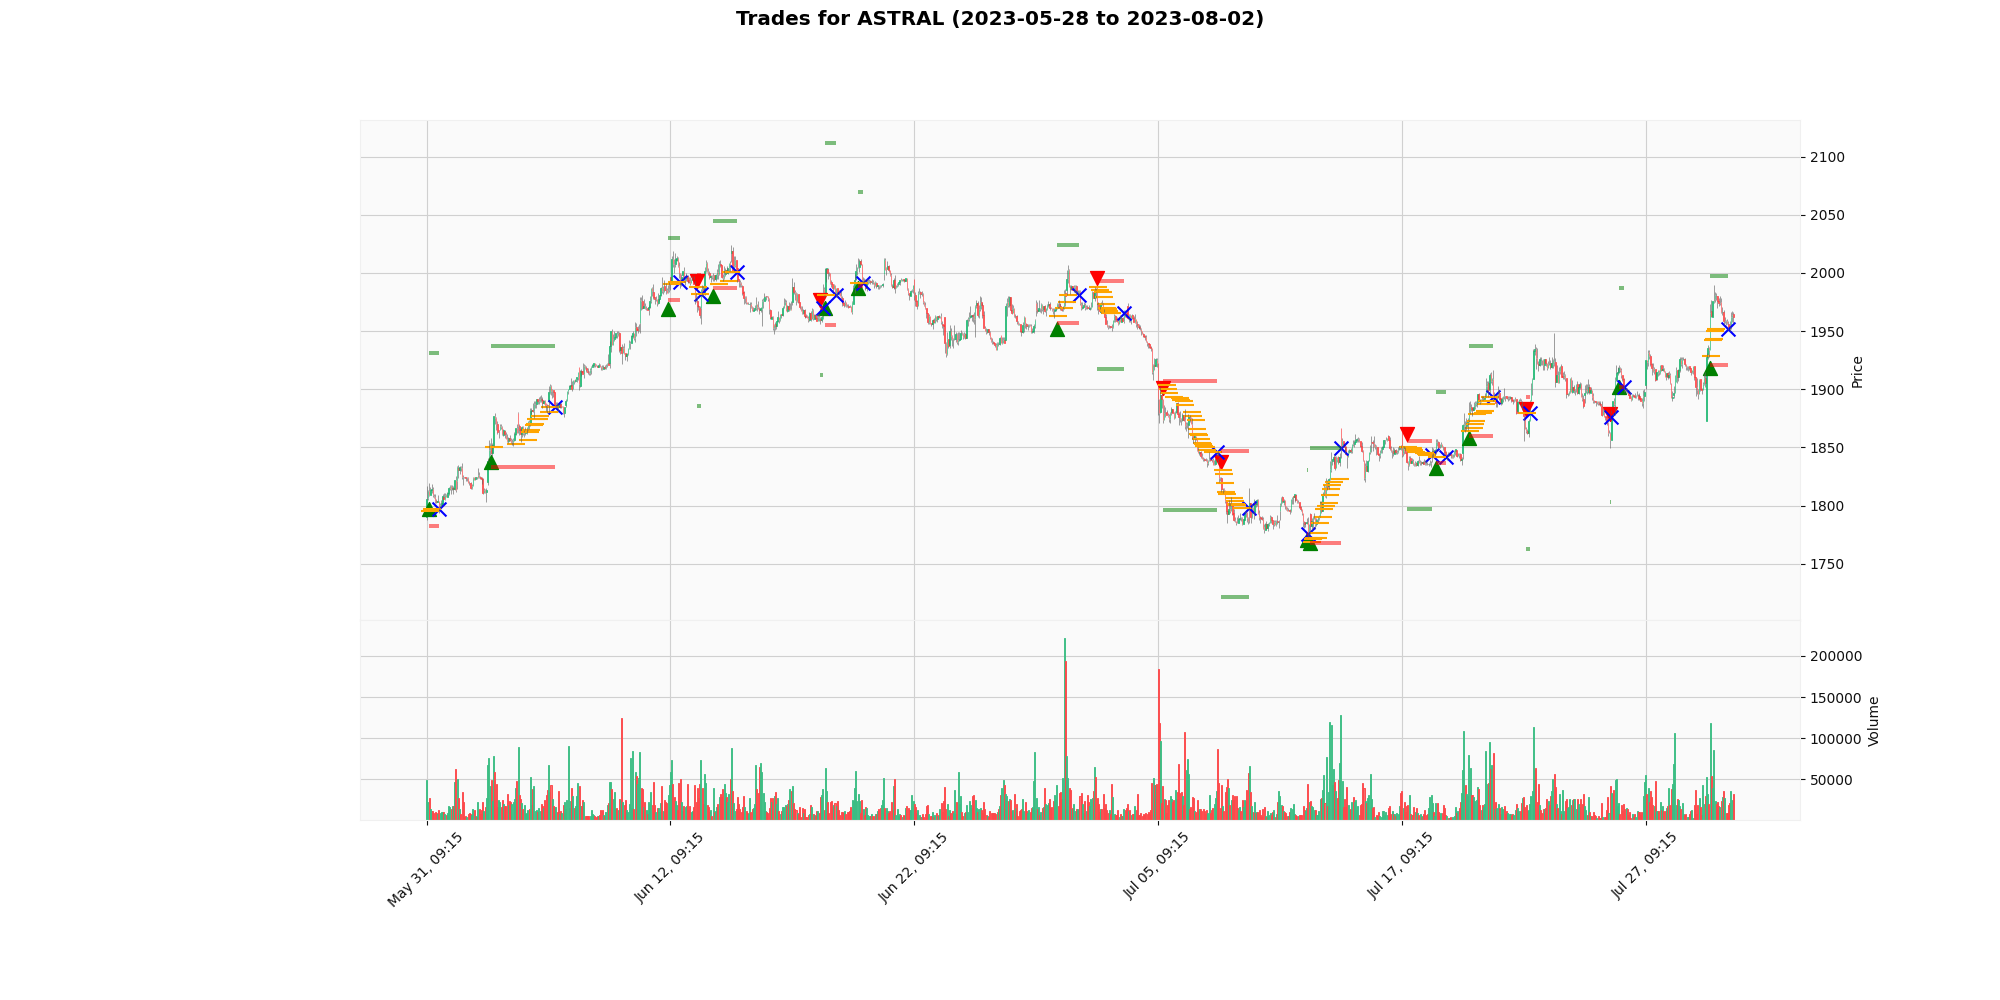 Trades for ASTRAL (2023-05-28 to 2023-08-02)
2100
2050
2000
1950
1900
1850
1800
1750
Price
200000
150000
100000
50000
Volume
May 31, 09:15
Jun 12, 09:15
Jun 22, 09:15
Jul 05, 09:15
Jul 17, 09:15
Jul 27, 09:15